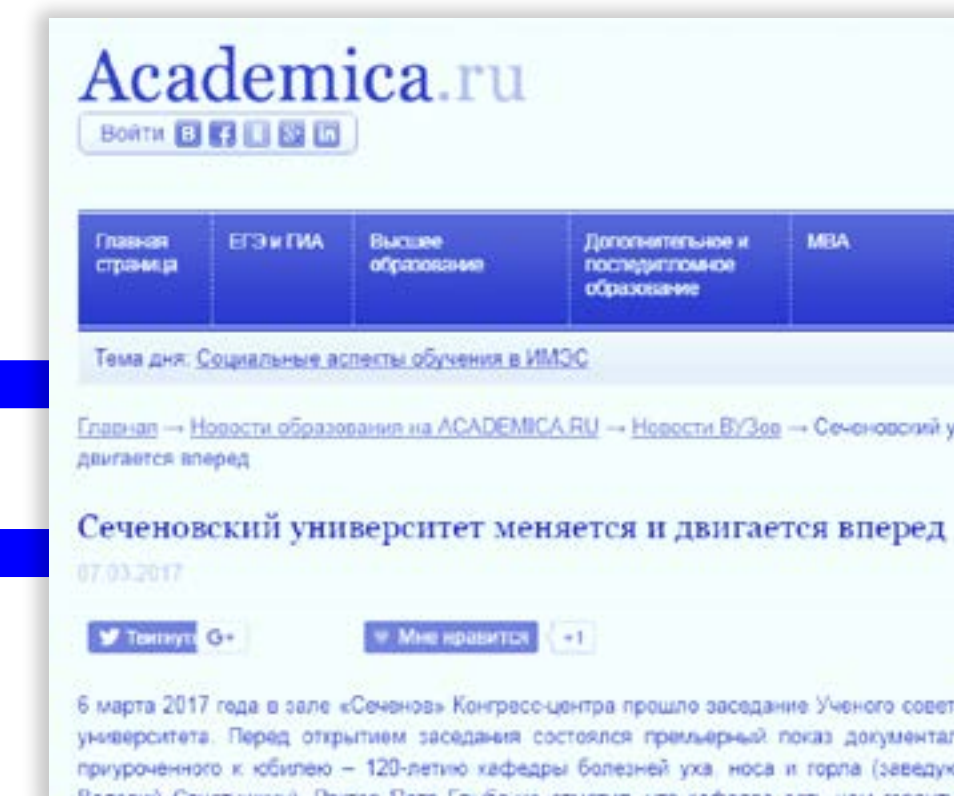 Academica.ru
Войти
Главная страница
ЕГЭ и ГИА
Высшее образование
Дополнительное и последипломное образование
MBA
Тема дня: Социальные аспекты обучения в ИМЭС
Главная → Новости образования на ACADEMICA.RU → Новости ВУЗов → Сеченовский у
двигается вперед
Сеченовский университет меняется и двигается вперед
07.03.2017
Твитнуть G+ Мне нравится +1
6 марта 2017 года в зале «Сеченов» Конгресс-центра прошло заседание Ученого совет
университета. Перед открытием заседания состоялся премьерный показ документал
приуроченного к юбилею – 120-летию кафедры болезней уха, носа и горла (заведую